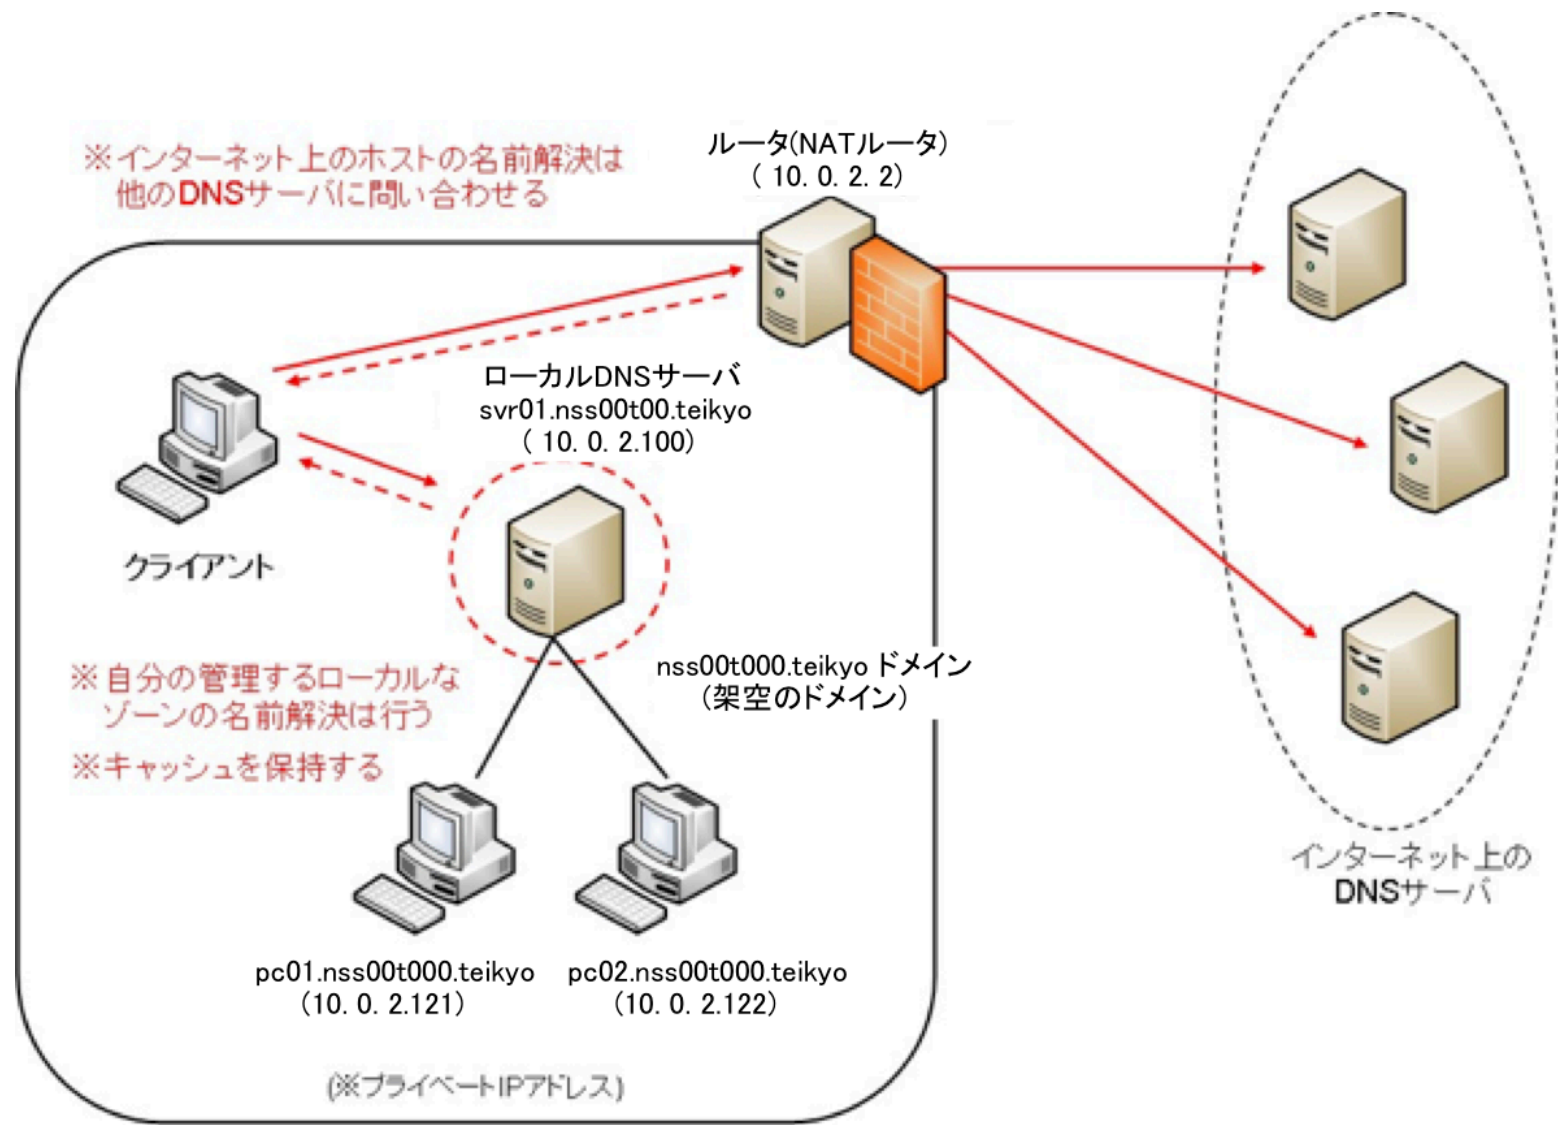 ※インターネット上のホストの名前解決は
他のDNSサーバに問い合わせる
ルータ(NATルータ)
( 10. 0. 2. 2)
ローカルDNSサーバ
svr01.nss00t00.teikyo
( 10. 0. 2.100)
クライアント
※自分の管理するローカルな
ゾーンの名前解決は行う
※キャッシュを保持する
nss00t000.teikyo ドメイン
(架空のドメイン)
pc01.nss00t000.teikyo
(10. 0. 2.121)
pc02.nss00t000.teikyo
(10. 0. 2.122)
(※プライベートIPアドレス)
インターネット上の
DNSサーバ